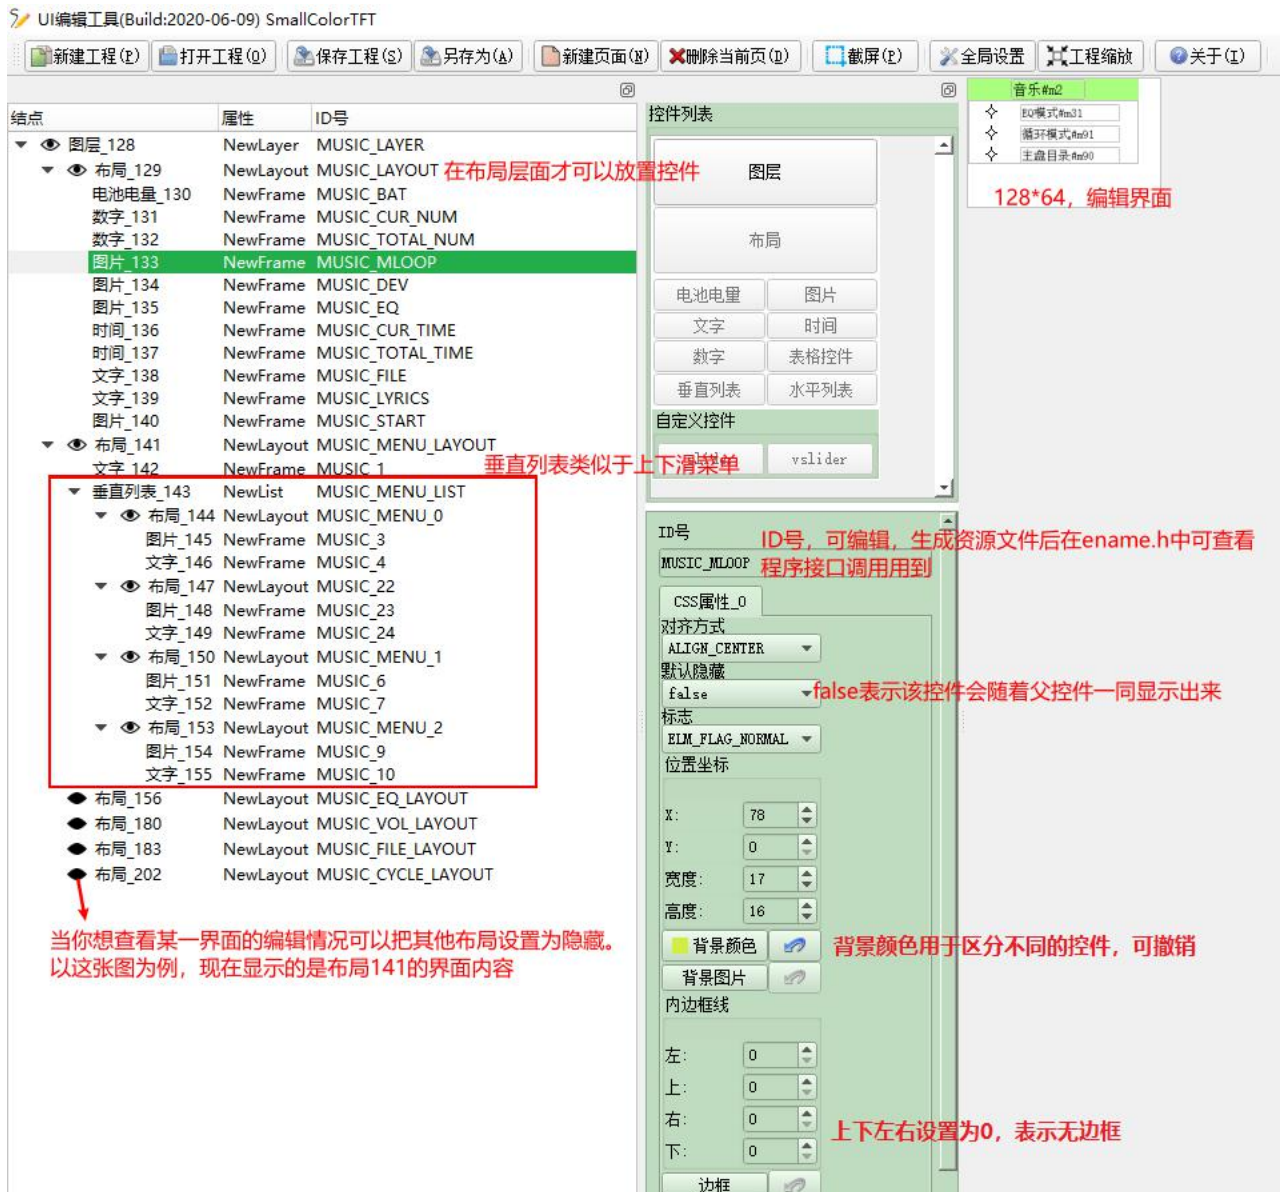 UI编辑工具(Build:2020-06-09) SmallColorTFT
新建工程(P) 打开工程(O) 保存工程(S) 另存为(A) 新建页面(N) 删除当前页(D) 截屏(P) 全局设置 工程缩放 关于(I)
结点 属性 ID号
图层_128 NewLayer MUSIC_LAYER
布局_129 NewLayout MUSIC_LAYOUT 在布局层面才可以放置控件
电池电量_130 NewFrame MUSIC_BAT
数字_131 NewFrame MUSIC_CUR_NUM
数字_132 NewFrame MUSIC_TOTAL_NUM
图片_133 NewFrame MUSIC_MLOOP
图片_134 NewFrame MUSIC_DEV
图片_135 NewFrame MUSIC_EQ
时间_136 NewFrame MUSIC_CUR_TIME
时间_137 NewFrame MUSIC_TOTAL_TIME
文字_138 NewFrame MUSIC_FILE
文字_139 NewFrame MUSIC_LYRICS
图片_140 NewFrame MUSIC_START
布局_141 NewLayout MUSIC_MENU_LAYOUT
文字_142 NewFrame MUSIC_1
垂直列表类似于上下滑菜单
垂直列表_143 NewList MUSIC_MENU_LIST
布局_144 NewLayout MUSIC_MENU_0
图片_145 NewFrame MUSIC_3
文字_146 NewFrame MUSIC_4
布局_147 NewLayout MUSIC_22
图片_148 NewFrame MUSIC_23
文字_149 NewFrame MUSIC_24
布局_150 NewLayout MUSIC_MENU_1
图片_151 NewFrame MUSIC_6
文字_152 NewFrame MUSIC_7
布局_153 NewLayout MUSIC_MENU_2
图片_154 NewFrame MUSIC_9
文字_155 NewFrame MUSIC_10
布局_156 NewLayout MUSIC_EQ_LAYOUT
布局_180 NewLayout MUSIC_VOL_LAYOUT
布局_183 NewLayout MUSIC_FILE_LAYOUT
布局_202 NewLayout MUSIC_CYCLE_LAYOUT
当你想查看某一界面的编辑情况可以把其他布局设置为隐藏。
以这张图为例，现在显示的是布局141的界面内容
控件列表
图层
布局
电池电量 图片
文字 时间
数字 表格控件
垂直列表 水平列表
自定义控件
vslider
ID号
MUSIC_MLOOP
ID号，可编辑，生成资源文件后在ename.h中可查看
程序接口调用用到
CSS属性_0
对齐方式
ALIGN_CENTER
默认隐藏
false
false表示该控件会随着父控件一同显示出来
标志
ELM_FLAG_NORMAL
位置坐标
X: 78
Y: 0
宽度: 17
高度: 16
背景颜色
背景颜色用于区分不同的控件，可撤销
背景图片
内边框线
左: 0
上: 0
右: 0
下: 0
上下左右设置为0，表示无边框
边框
音乐#m2
EQ模式#m31
循环模式#m91
主盘目录#m90
128*64，编辑界面